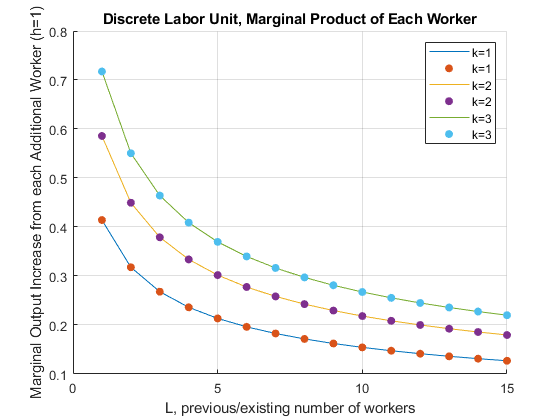 Discrete Labor Unit, Marginal Product of Each Worker
Marginal Output Increase from each Additional Worker (h=1)
0.8
0.7
0.6
0.5
0.4
0.3
0.2
0.1
k=1
k=1
k=2
k=2
k=3
k=3
0
5
10
15
L, previous/existing number of workers